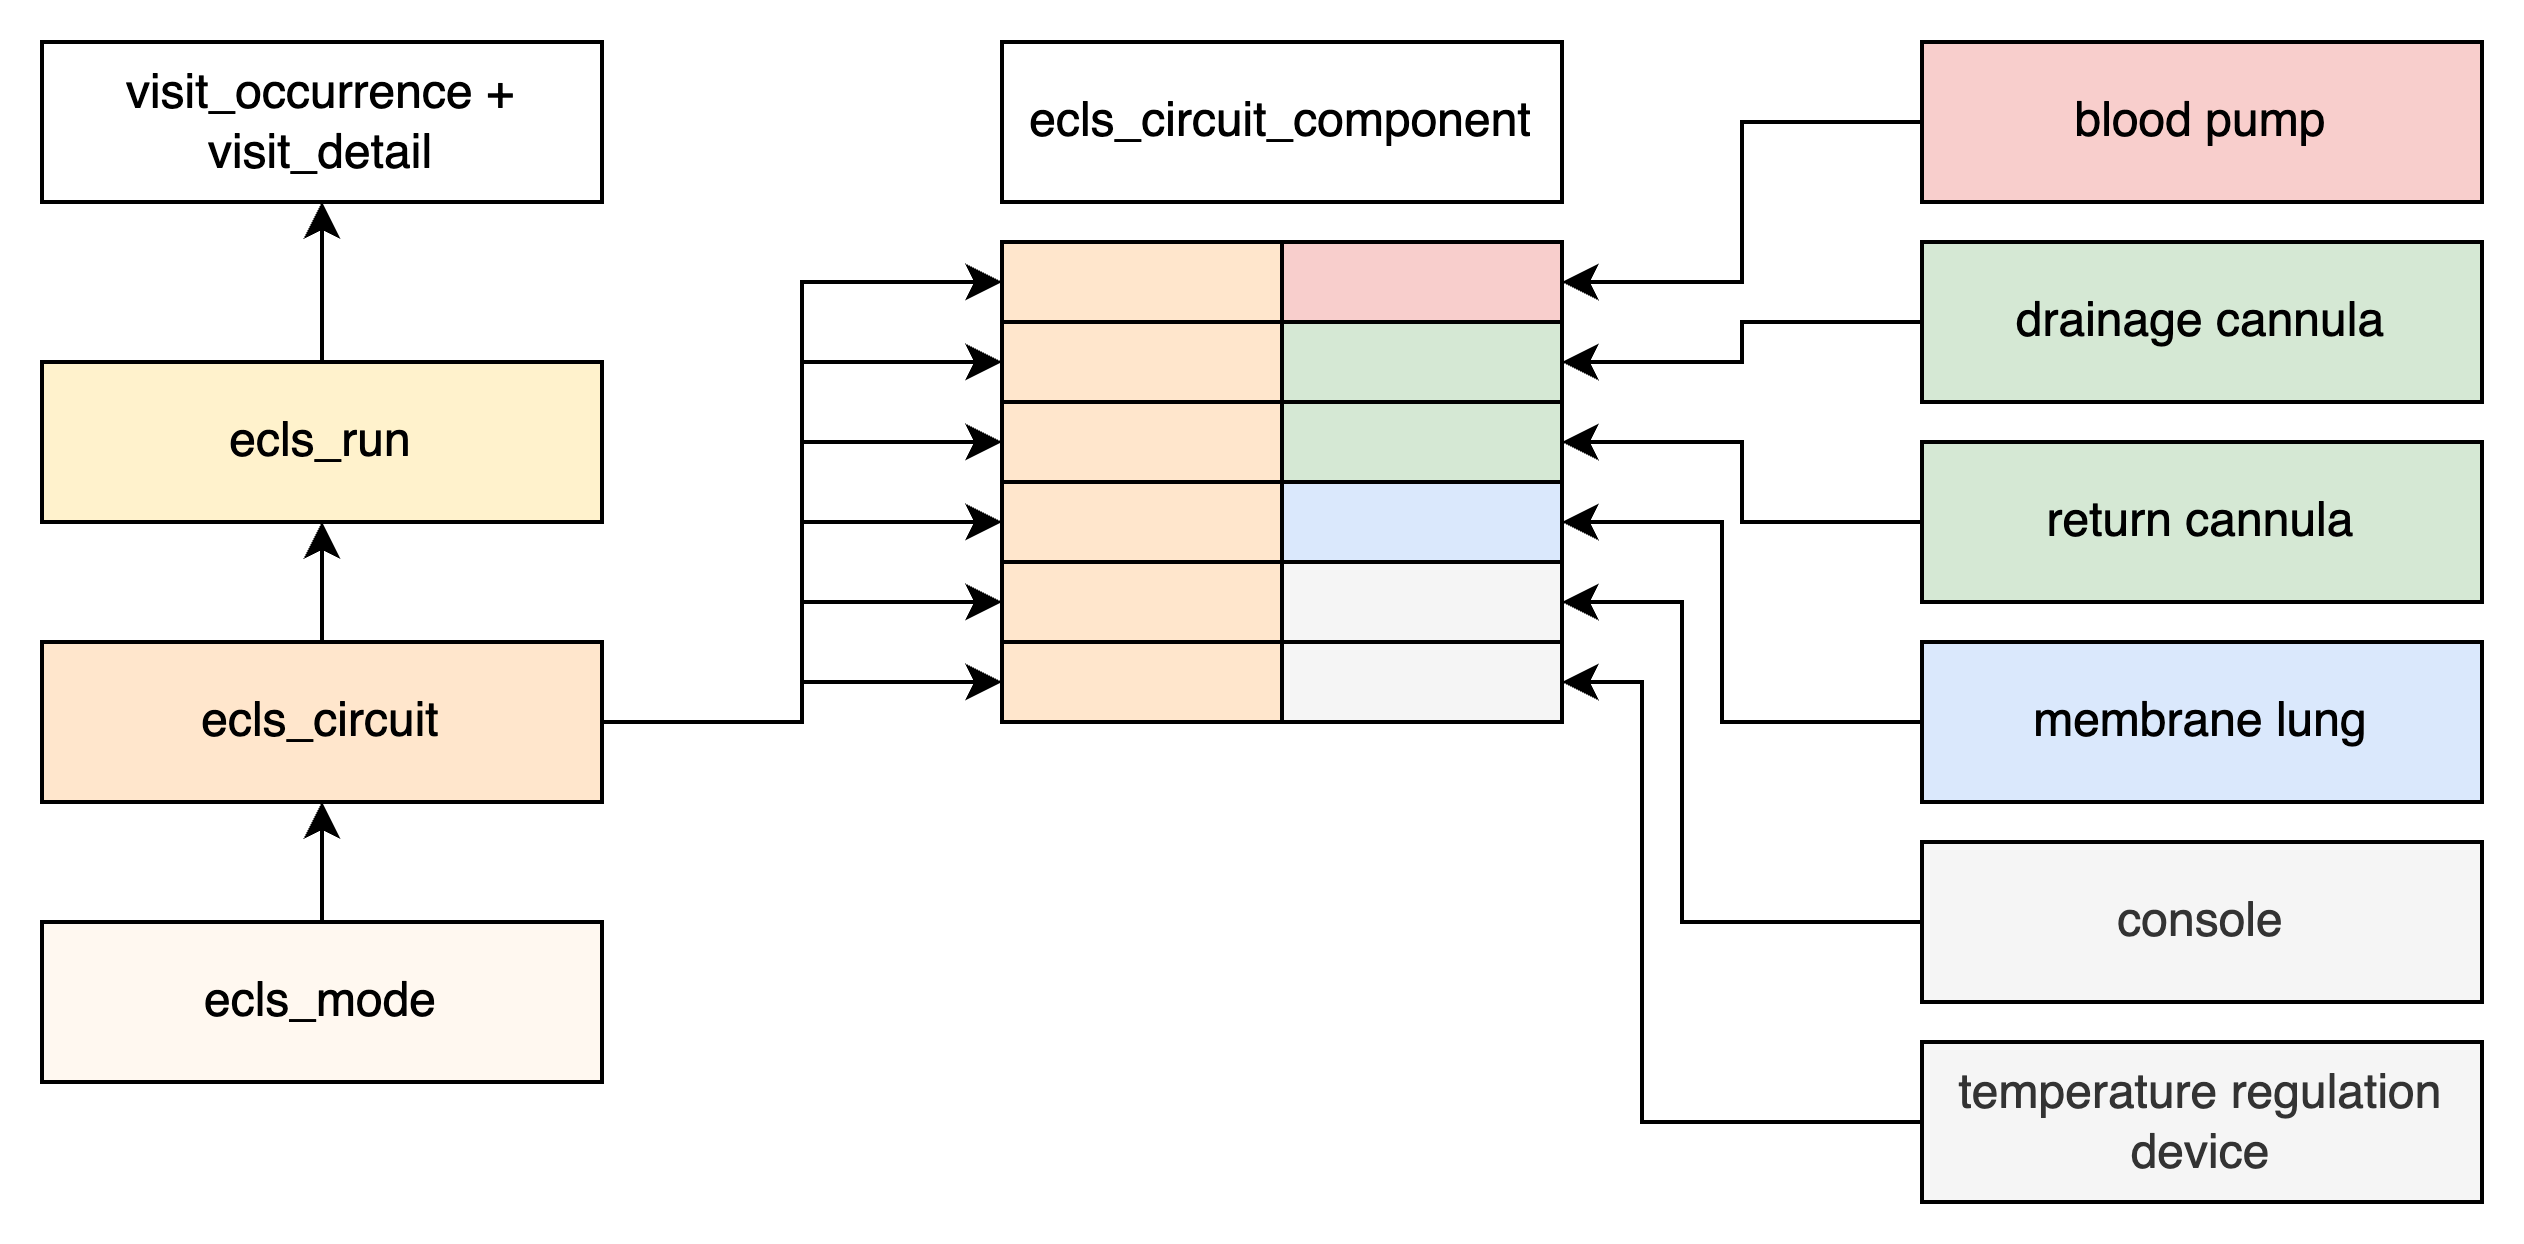 visit_occurrence +
visit_detail
ecls_run
ecls_circuit
ecls_mode
ecls_circuit_component
blood pump
drainage cannula
return cannula
membrane lung
console
temperature regulation
device